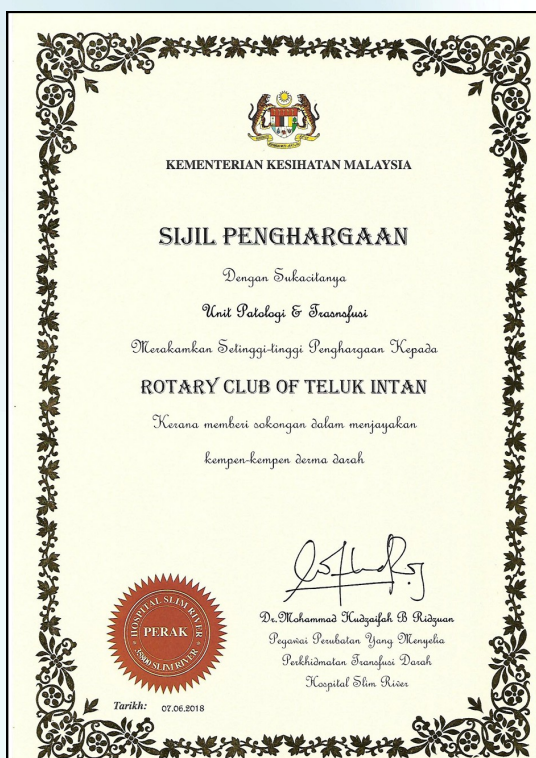 KEMENTERIAN KESIHATAN MALAYSIA
SIJIL PENGHARGAAN
Dengan Sukacitanya
Unit Patologi & Trasnsfusi
Merakamkan Setinggi-tinggi Penghargaan Kepada
ROTARY CLUB OF TELUK INTAN
Kerana memberi sokongan dalam menjayakan
kempen-kempen derma darah
Dr.Mohammad Hudzaifah B Ridzuan
Pegawai Perubatan Yang Menyelia
Perkhidmatan Transfusi Darah
Hospital Slim River
HOSPITAL SLIM RIVER
PERAK
35800 SLIM RIVER
Tarikh: 07.06.2018